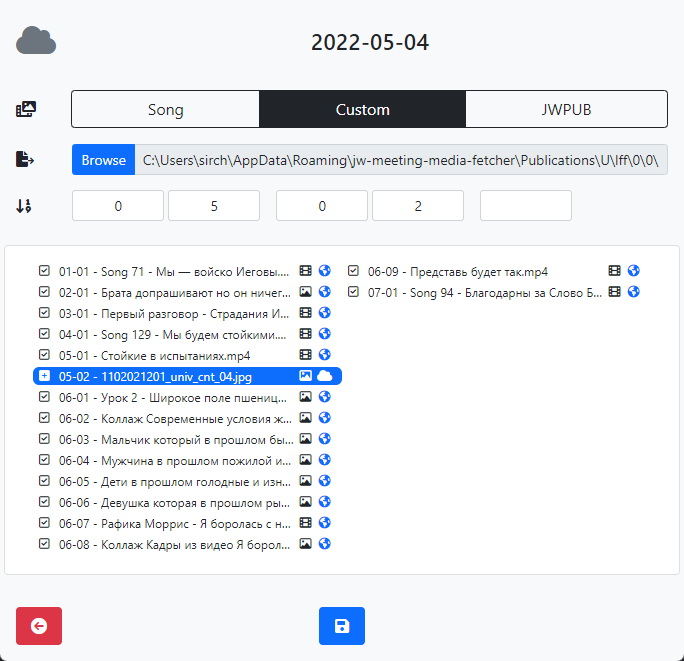 2022-05-04
Song Custom JWPUB
Browse C:\Users\sirch\AppData\Roaming\jw-meeting-media-fetcher\Publications\U\lff\0\0\
0 5 0 2
01-01 - Song 71 - Мы — войско Иеговы....
02-01 - Брата допрашивают но он ничег...
03-01 - Первый разговор - Страдания И...
04-01 - Song 129 - Мы будем стойкими....
05-01 - Стойкие в испытаниях.mp4
05-02 - 1102021201_univ_cnt_04.jpg
06-01 - Урок 2 - Широкое поле пшениц...
06-02 - Коллаж Современные условия ж...
06-03 - Мальчик который в прошлом бы...
06-04 - Мужчина в прошлом пожилой и...
06-05 - Дети в прошлом голодные и изн...
06-06 - Девушка которая в прошлом ры...
06-07 - Рафика Моррис - Я боролась с н...
06-08 - Коллаж Кадры из видео Я борол...
06-09 - Представь будет так.mp4
07-01 - Song 94 - Благодарны за Слово Б...